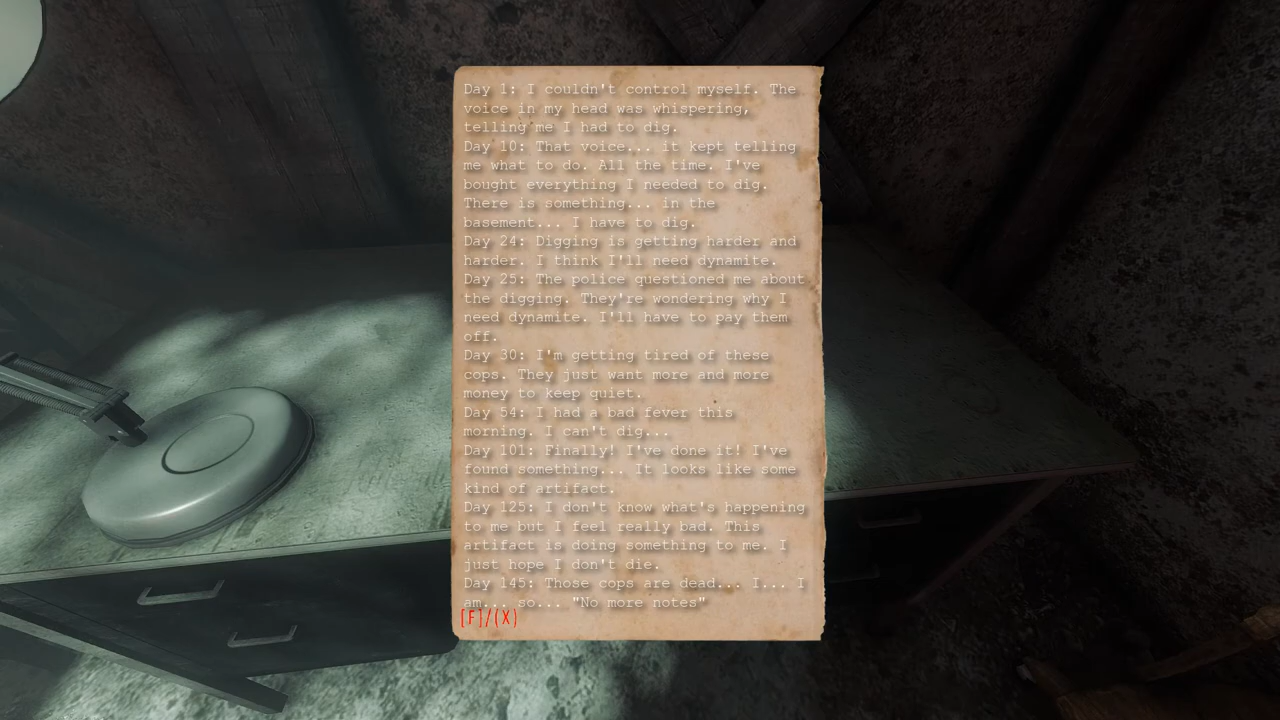 Day 1: I couldn't control myself. The
voice in my head was whispering,
telling me I had to dig.
Day 10: That voice... it kept telling
me what to do. All the time. I've
bought everything I needed to dig.
There is something... in the
basement... I have to dig.
Day 24: Digging is getting harder and
harder. I think I'll need dynamite.
Day 25: The police questioned me about
the digging. They're wondering why I
need dynamite. I'll have to pay them
off.
Day 30: I'm getting tired of these
cops. They just want more and more
money to keep quiet.
Day 54: I had a bad fever this
morning. I can't dig...
Day 101: Finally! I've done it! I've
found something... It looks like some
kind of artifact.
Day 125: I don't know what's happening
to me but I feel really bad. This
artifact is doing something to me. I
just hope I don't die.
Day 145: Those cops are dead... I... I
am... so... "No more notes"
[F]/(X)